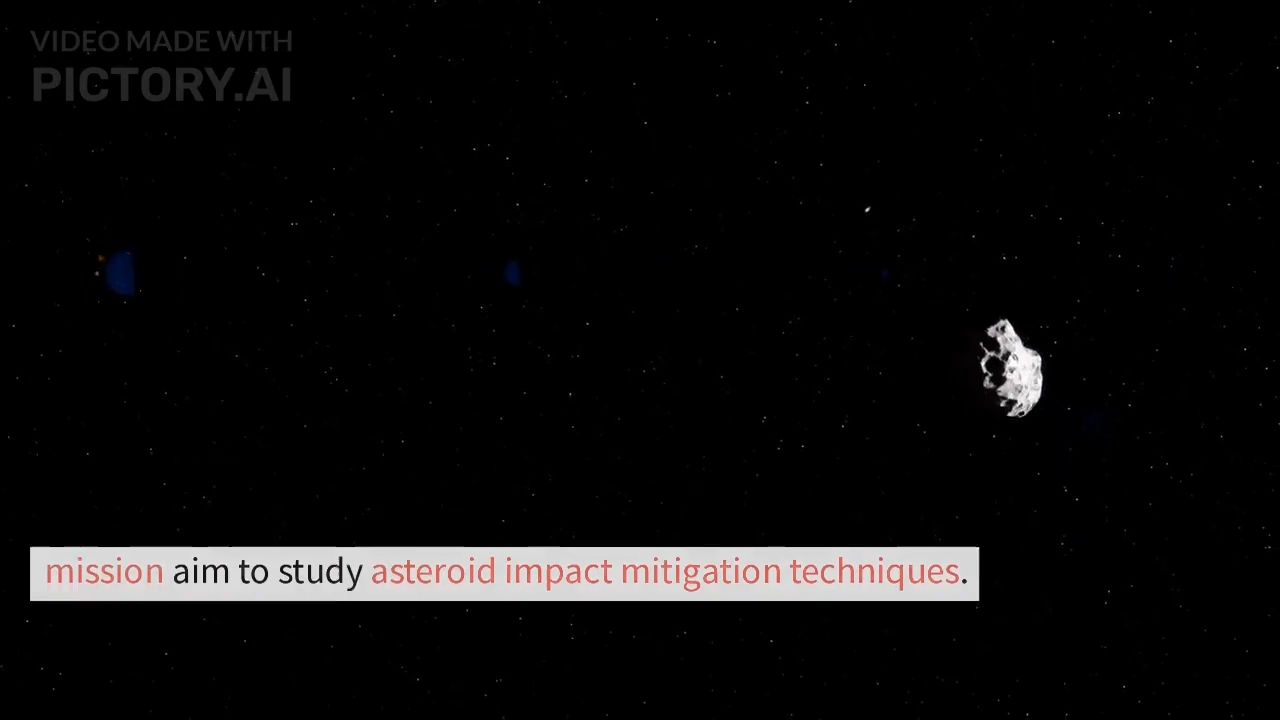 VIDEO MADE WITH
PICTORY.AI
mission aim to study asteroid impact mitigation techniques.